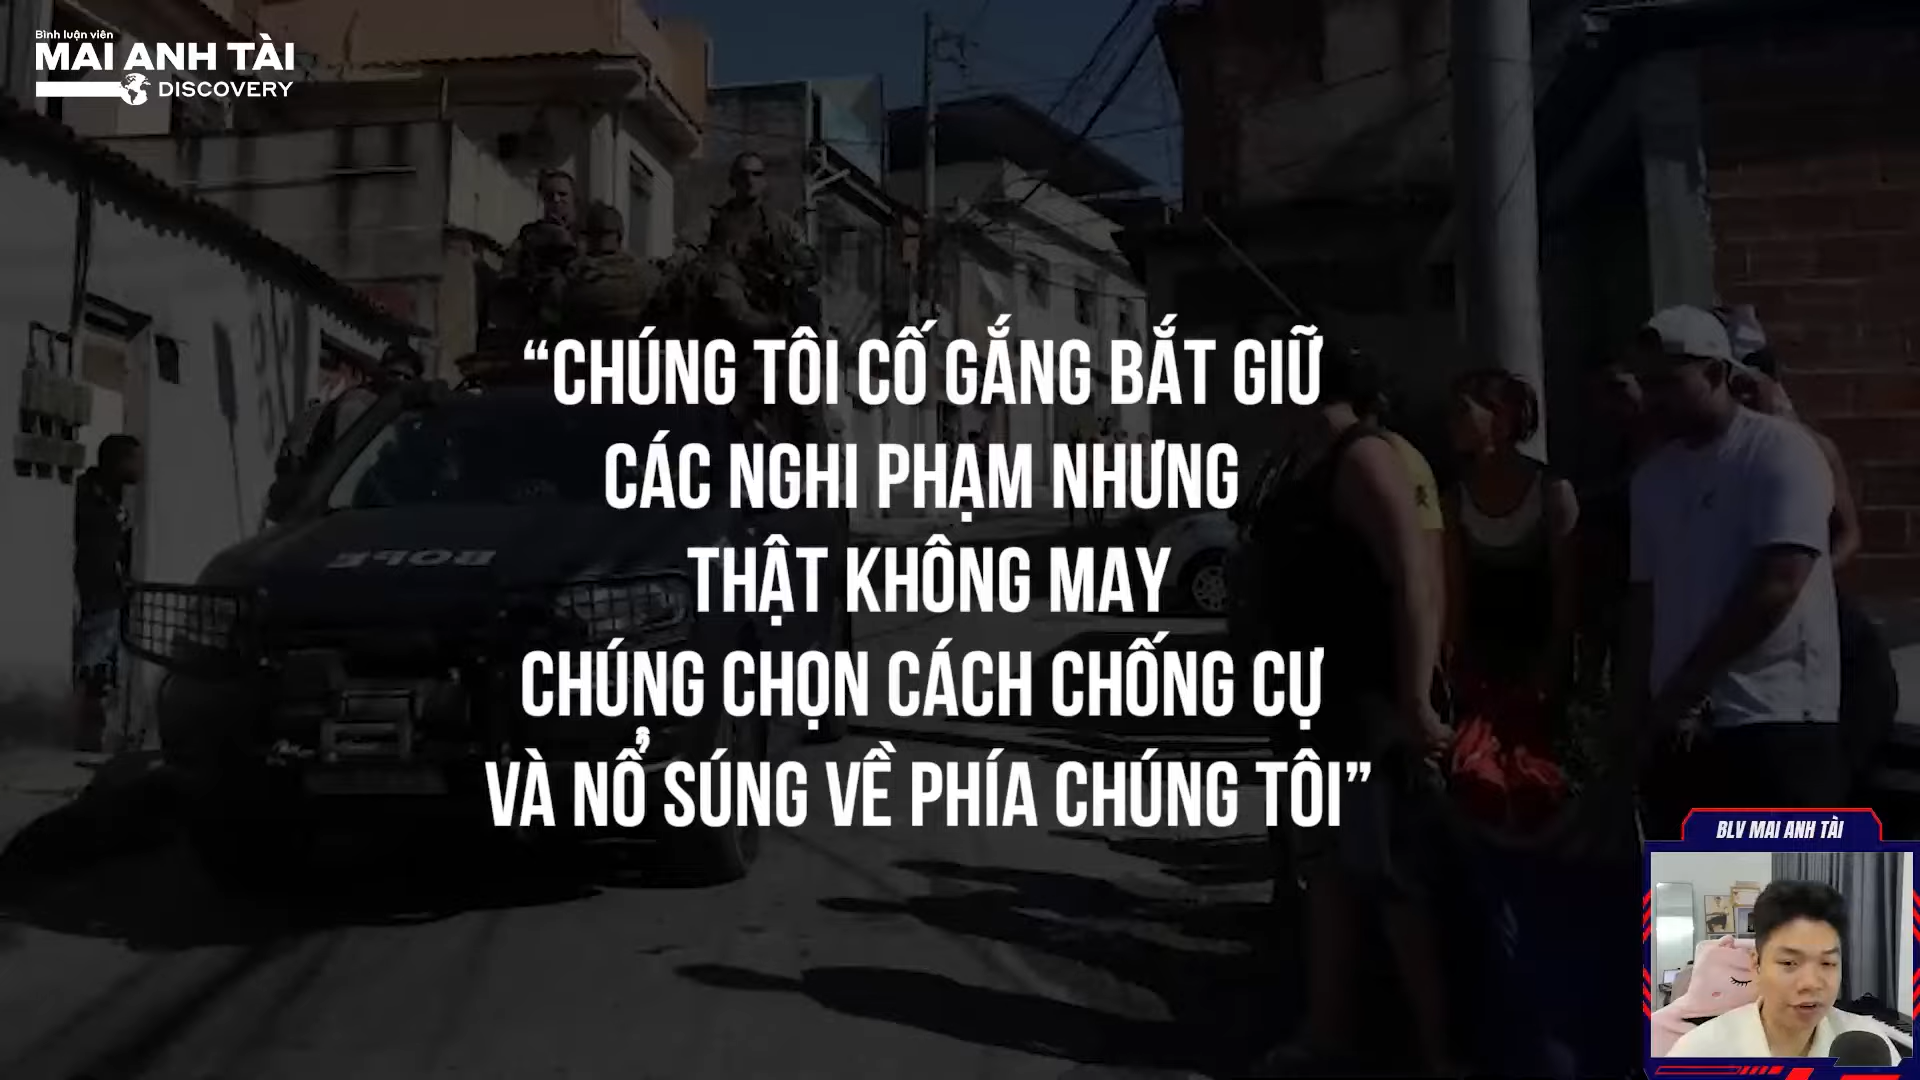 Bình luận viên
MAI ANH TÀI
DISCOVERY
“CHÚNG TÔI CỐ GẮNG BẮT GIỮ
CÁC NGHI PHẠM NHƯNG
THẬT KHÔNG MAY
CHÚNG CHỌN CÁCH CHỐNG CỰ
VÀ NỔ SÚNG VỀ PHÍA CHÚNG TÔI”
BOPE
BLV MAI ANH TÀI